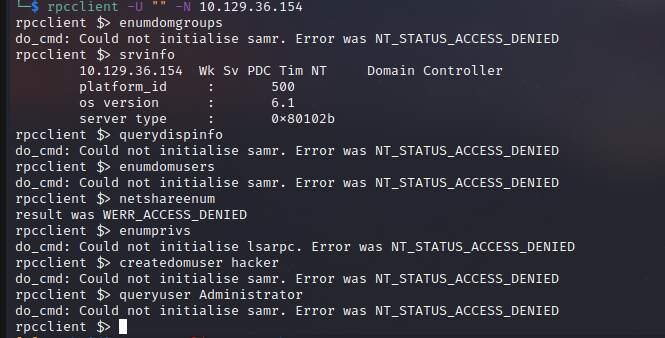 └─$ rpcclient -U "" -N 10.129.36.154
rpcclient $> enumdomgroups
do_cmd: Could not initialise samr. Error was NT_STATUS_ACCESS_DENIED
rpcclient $> srvinfo
        10.129.36.154  Wk Sv PDC Tim NT     Domain Controller
        platform_id     :       500
        os version      :       6.1
        server type     :       0×80102b
rpcclient $> querydispinfo
do_cmd: Could not initialise samr. Error was NT_STATUS_ACCESS_DENIED
rpcclient $> enumdomusers
do_cmd: Could not initialise samr. Error was NT_STATUS_ACCESS_DENIED
rpcclient $> netshareenum
result was WERR_ACCESS_DENIED
rpcclient $> enumprivs
do_cmd: Could not initialise lsarpc. Error was NT_STATUS_ACCESS_DENIED
rpcclient $> createdomuser hacker
do_cmd: Could not initialise samr. Error was NT_STATUS_ACCESS_DENIED
rpcclient $> queryuser Administrator
do_cmd: Could not initialise samr. Error was NT_STATUS_ACCESS_DENIED
rpcclient $>